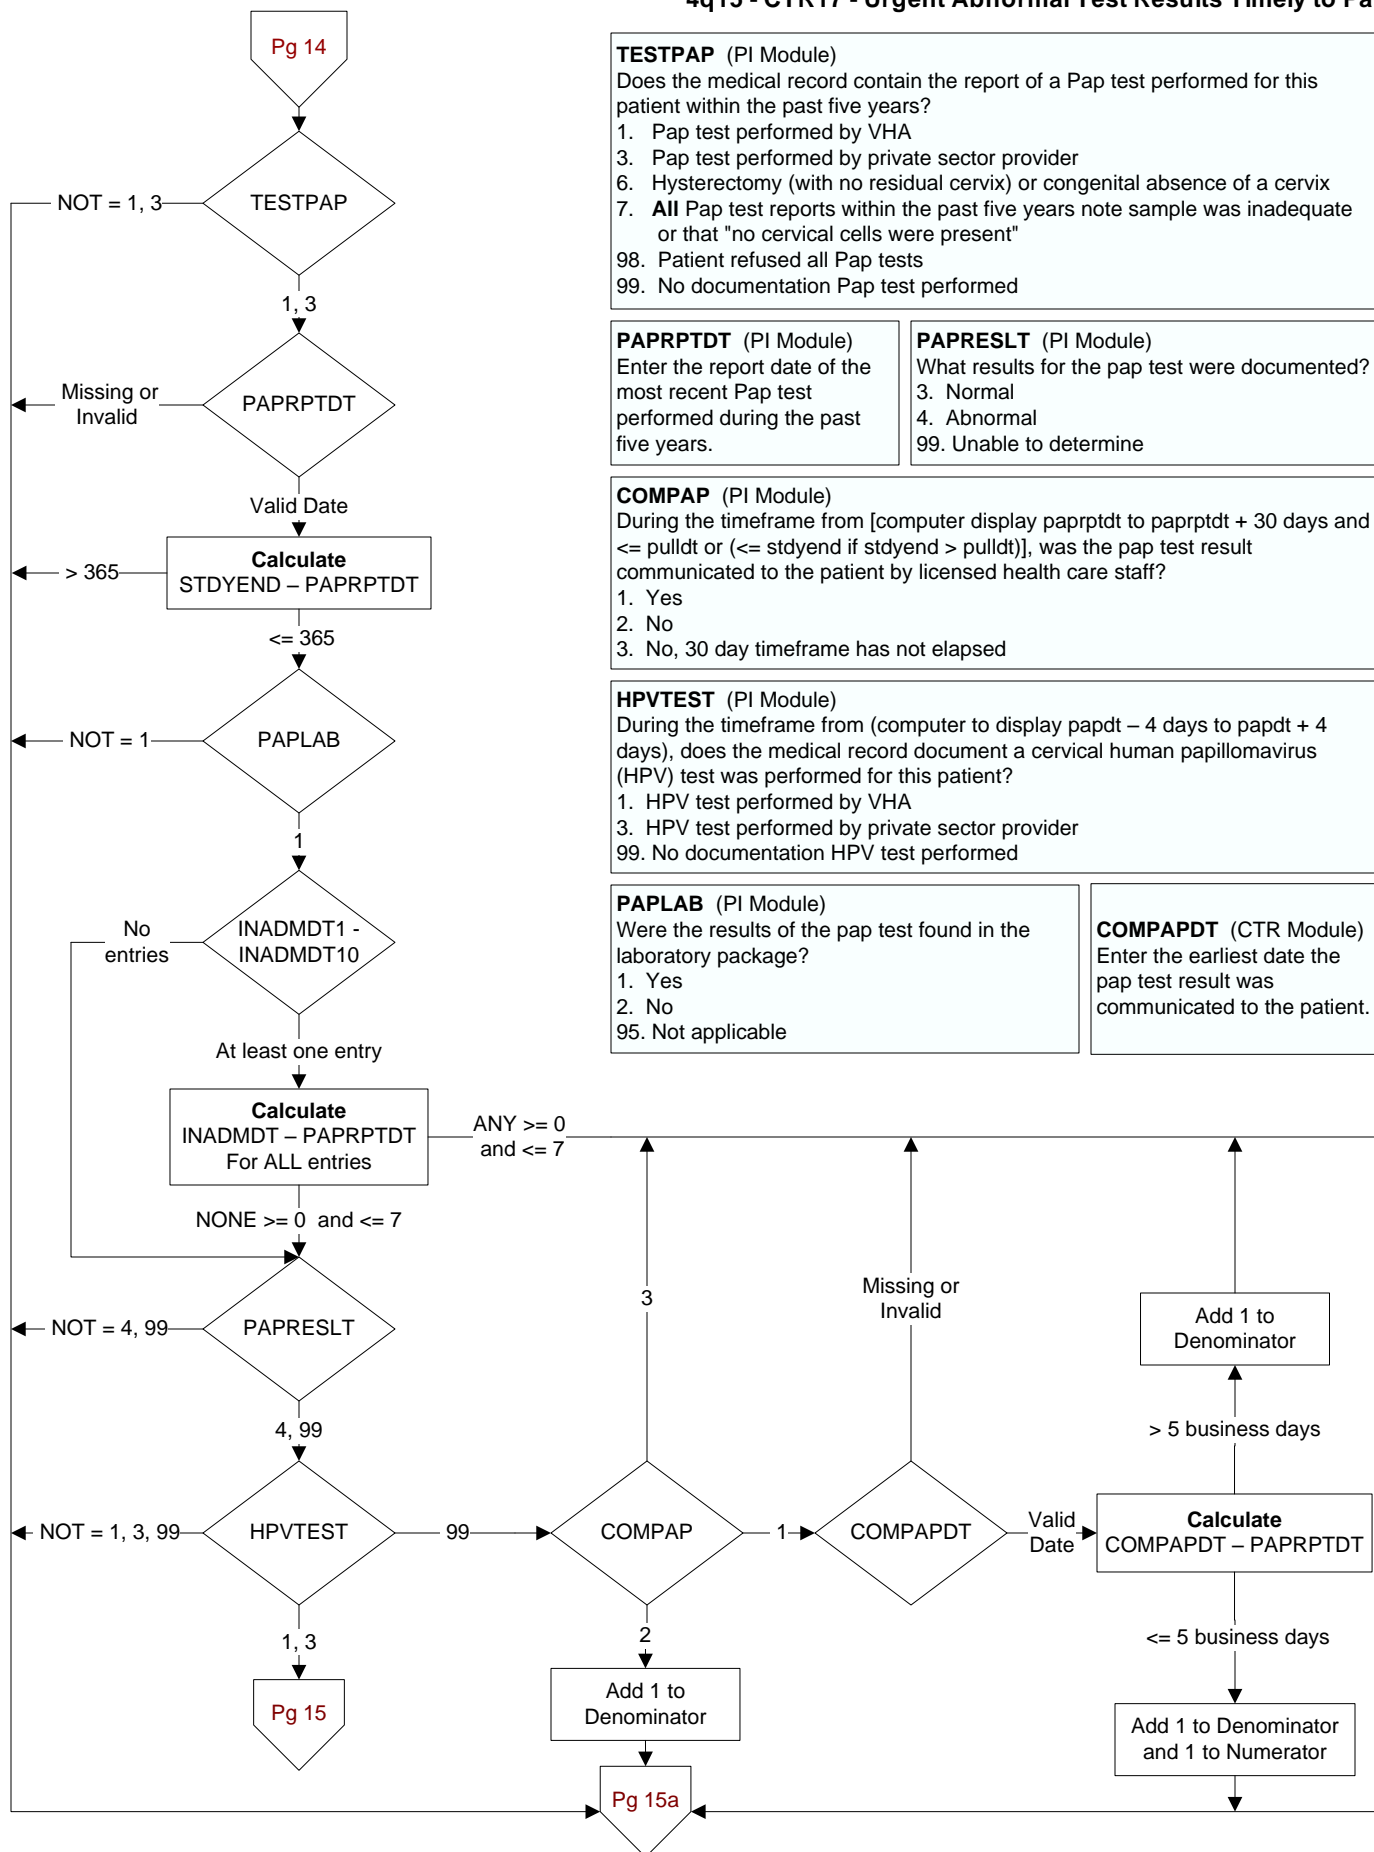 4q15 - CTR17 - Urgent Abnormal Test Results Timely to Pa
Pg 14
TESTPAP
NOT = 1, 3
1, 3
PAPRPTDT
Missing or
Invalid
Valid Date
Calculate
STDYEND – PAPRPTDT
> 365
<= 365
PAPLAB
NOT = 1
1
INADMDT1 -
INADMDT10
No
entries
At least one entry
Calculate
INADMDT – PAPRPTDT
For ALL entries
ANY >= 0
and <= 7
NONE >= 0 and <= 7
PAPRESLT
NOT = 4, 99
4, 99
HPVTEST
NOT = 1, 3, 99
99
1, 3
Pg 15
COMPAP
3
1
2
Add 1 to
Denominator
Pg 15a
COMPAPDT
Missing or
Invalid
Valid
Date
Calculate
COMPAPDT – PAPRPTDT
> 5 business days
Add 1 to
Denominator
<= 5 business days
Add 1 to Denominator
and 1 to Numerator
TESTPAP (PI Module)
Does the medical record contain the report of a Pap test performed for this
patient within the past five years?
1. Pap test performed by VHA
3. Pap test performed by private sector provider
6. Hysterectomy (with no residual cervix) or congenital absence of a cervix
7. All Pap test reports within the past five years note sample was inadequate
or that "no cervical cells were present"
98. Patient refused all Pap tests
99. No documentation Pap test performed
PAPRPTDT (PI Module)
Enter the report date of the
most recent Pap test
performed during the past
five years.
PAPRESLT (PI Module)
What results for the pap test were documented?
3. Normal
4. Abnormal
99. Unable to determine
COMPAP (PI Module)
During the timeframe from [computer display paprptdt to paprptdt + 30 days and
<= pulldt or (<= stdyend if stdyend > pulldt)], was the pap test result
communicated to the patient by licensed health care staff?
1. Yes
2. No
3. No, 30 day timeframe has not elapsed
HPVTEST (PI Module)
During the timeframe from (computer to display papdt – 4 days to papdt + 4
days), does the medical record document a cervical human papillomavirus
(HPV) test was performed for this patient?
1. HPV test performed by VHA
3. HPV test performed by private sector provider
99. No documentation HPV test performed
PAPLAB (PI Module)
Were the results of the pap test found in the
laboratory package?
1. Yes
2. No
95. Not applicable
COMPAPDT (CTR Module)
Enter the earliest date the
pap test result was
communicated to the patient.